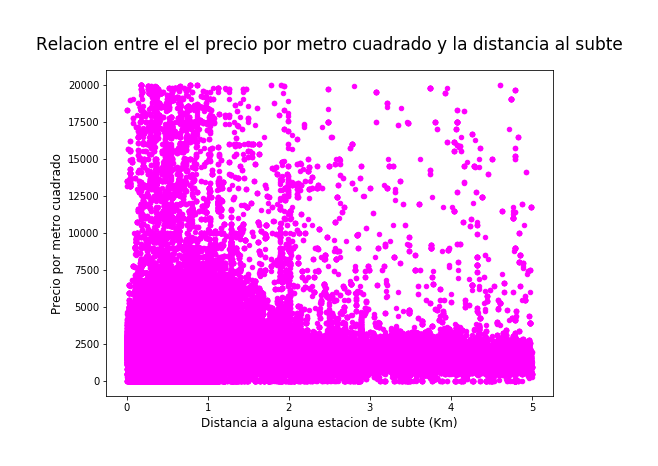 Relacion entre el el precio por metro cuadrado y la distancia al subte
20000
17500
15000
12500
10000
7500
5000
2500
0
Precio por metro cuadrado
0 1 2 3 4 5
Distancia a alguna estacion de subte (Km)